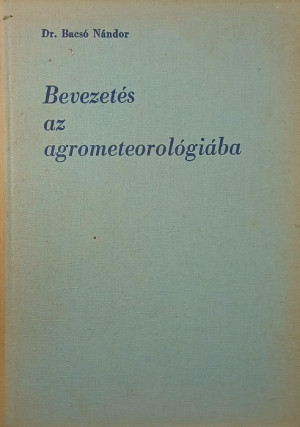 Dr. Bacsó Nándor
Bevezetés
az
agrometeorológiába